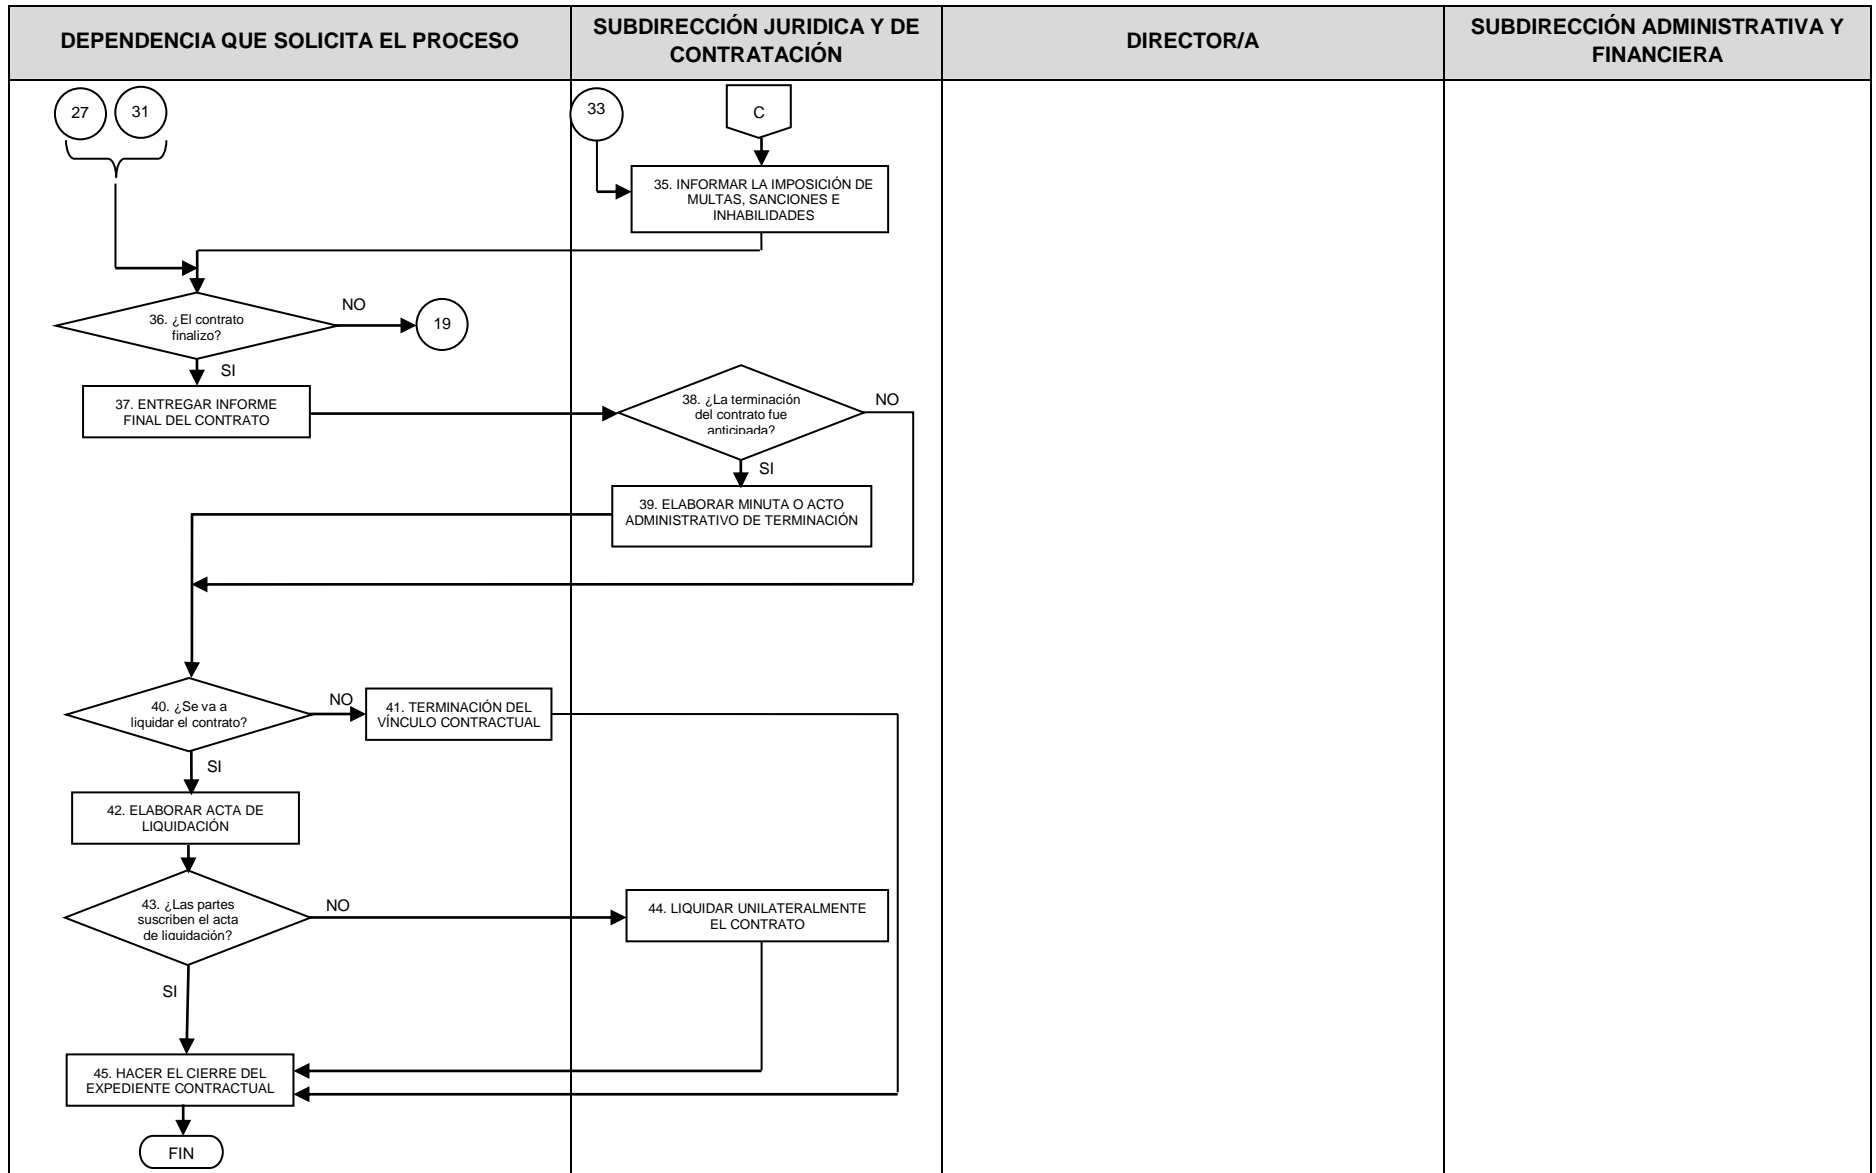 DEPENDENCIA QUE SOLICITA EL PROCESO
SUBDIRECCIÓN JURIDICA Y DE
CONTRATACIÓN
DIRECTOR/A
SUBDIRECCIÓN ADMINISTRATIVA Y
FINANCIERA
27
31
33
C
35. INFORMAR LA IMPOSICIÓN DE
MULTAS, SANCIONES E
INHABILIDADES
36. ¿El contrato
finalizo?
NO
19
SI
37. ENTREGAR INFORME
FINAL DEL CONTRATO
38. ¿La terminación
del contrato fue
anticipada?
NO
SI
39. ELABORAR MINUTA O ACTO
ADMINISTRATIVO DE TERMINACIÓN
40. ¿Se va a
liquidar el contrato?
NO
41. TERMINACIÓN DEL
VÍNCULO CONTRACTUAL
SI
42. ELABORAR ACTA DE
LIQUIDACIÓN
43. ¿Las partes
suscriben el acta
de liquidación?
NO
44. LIQUIDAR UNILATERALMENTE
EL CONTRATO
SI
45. HACER EL CIERRE DEL
EXPEDIENTE CONTRACTUAL
FIN